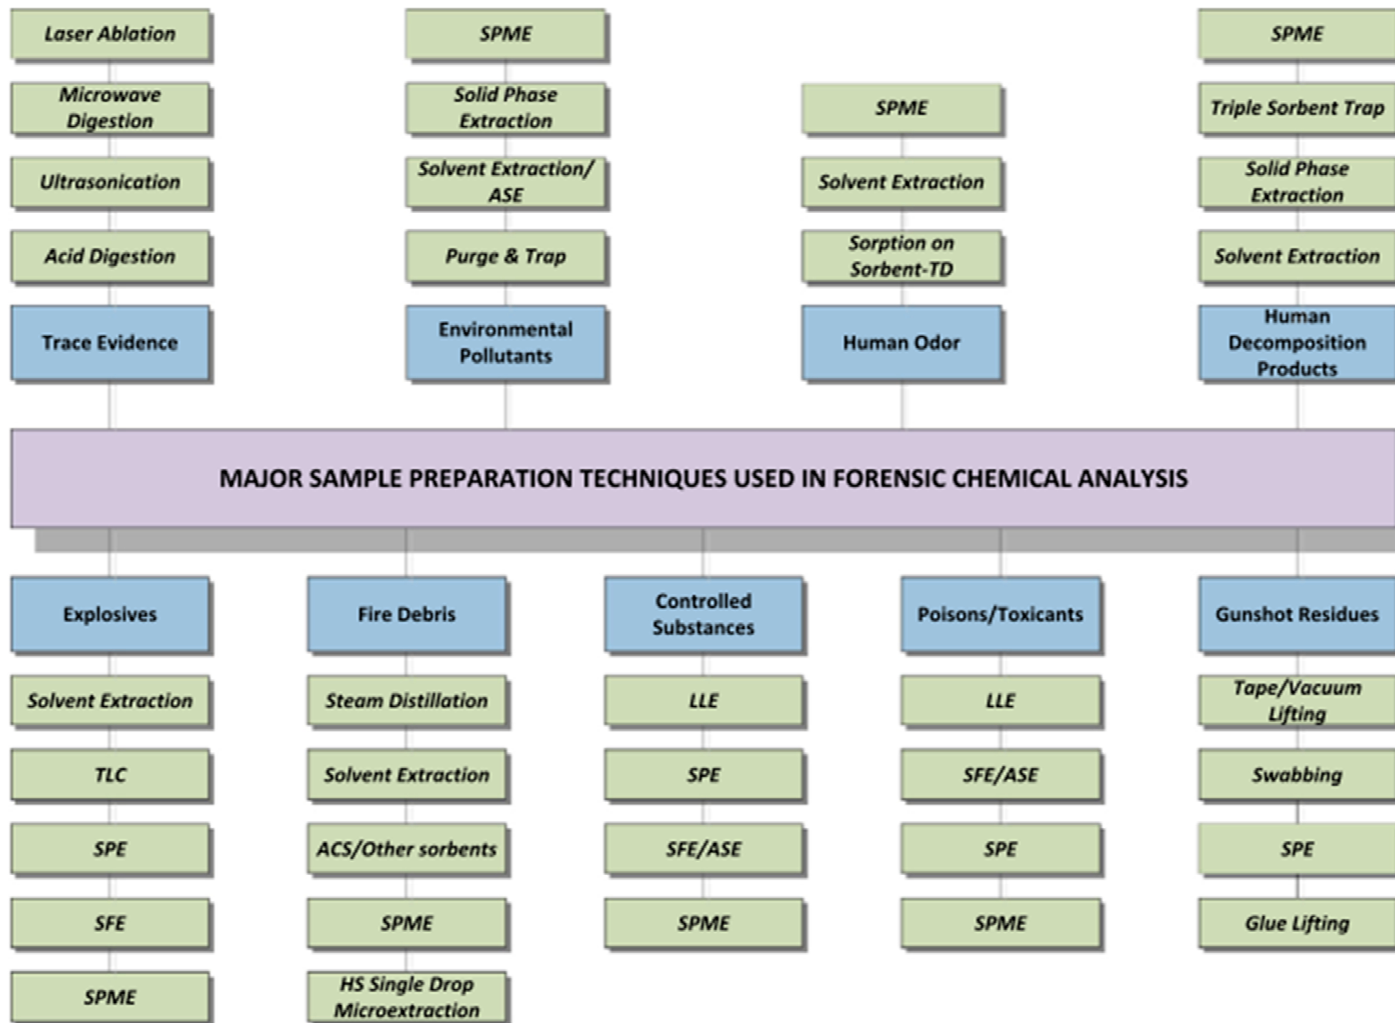 Laser Ablation
Microwave
Digestion
Ultrasonication
Acid Digestion
Trace Evidence
SPME
Solid Phase
Extraction
Solvent Extraction/
ASE
Purge & Trap
Environmental
Pollutants
SPME
Solvent Extraction
Sorption on
Sorbent-TD
Human Odor
SPME
Triple Sorbent Trap
Solid Phase
Extraction
Solvent Extraction
Human
Decomposition
Products
MAJOR SAMPLE PREPARATION TECHNIQUES USED IN FORENSIC CHEMICAL ANALYSIS
Explosives
Solvent Extraction
TLC
SPE
SFE
SPME
Fire Debris
Steam Distillation
Solvent Extraction
ACS/Other sorbents
SPME
HS Single Drop
Microextraction
Controlled
Substances
LLE
SPE
SFE/ASE
SPME
Poisons/Toxicants
LLE
SFE/ASE
SPE
SPME
Gunshot Residues
Tape/Vacuum
Lifting
Swabbing
SPE
Glue Lifting